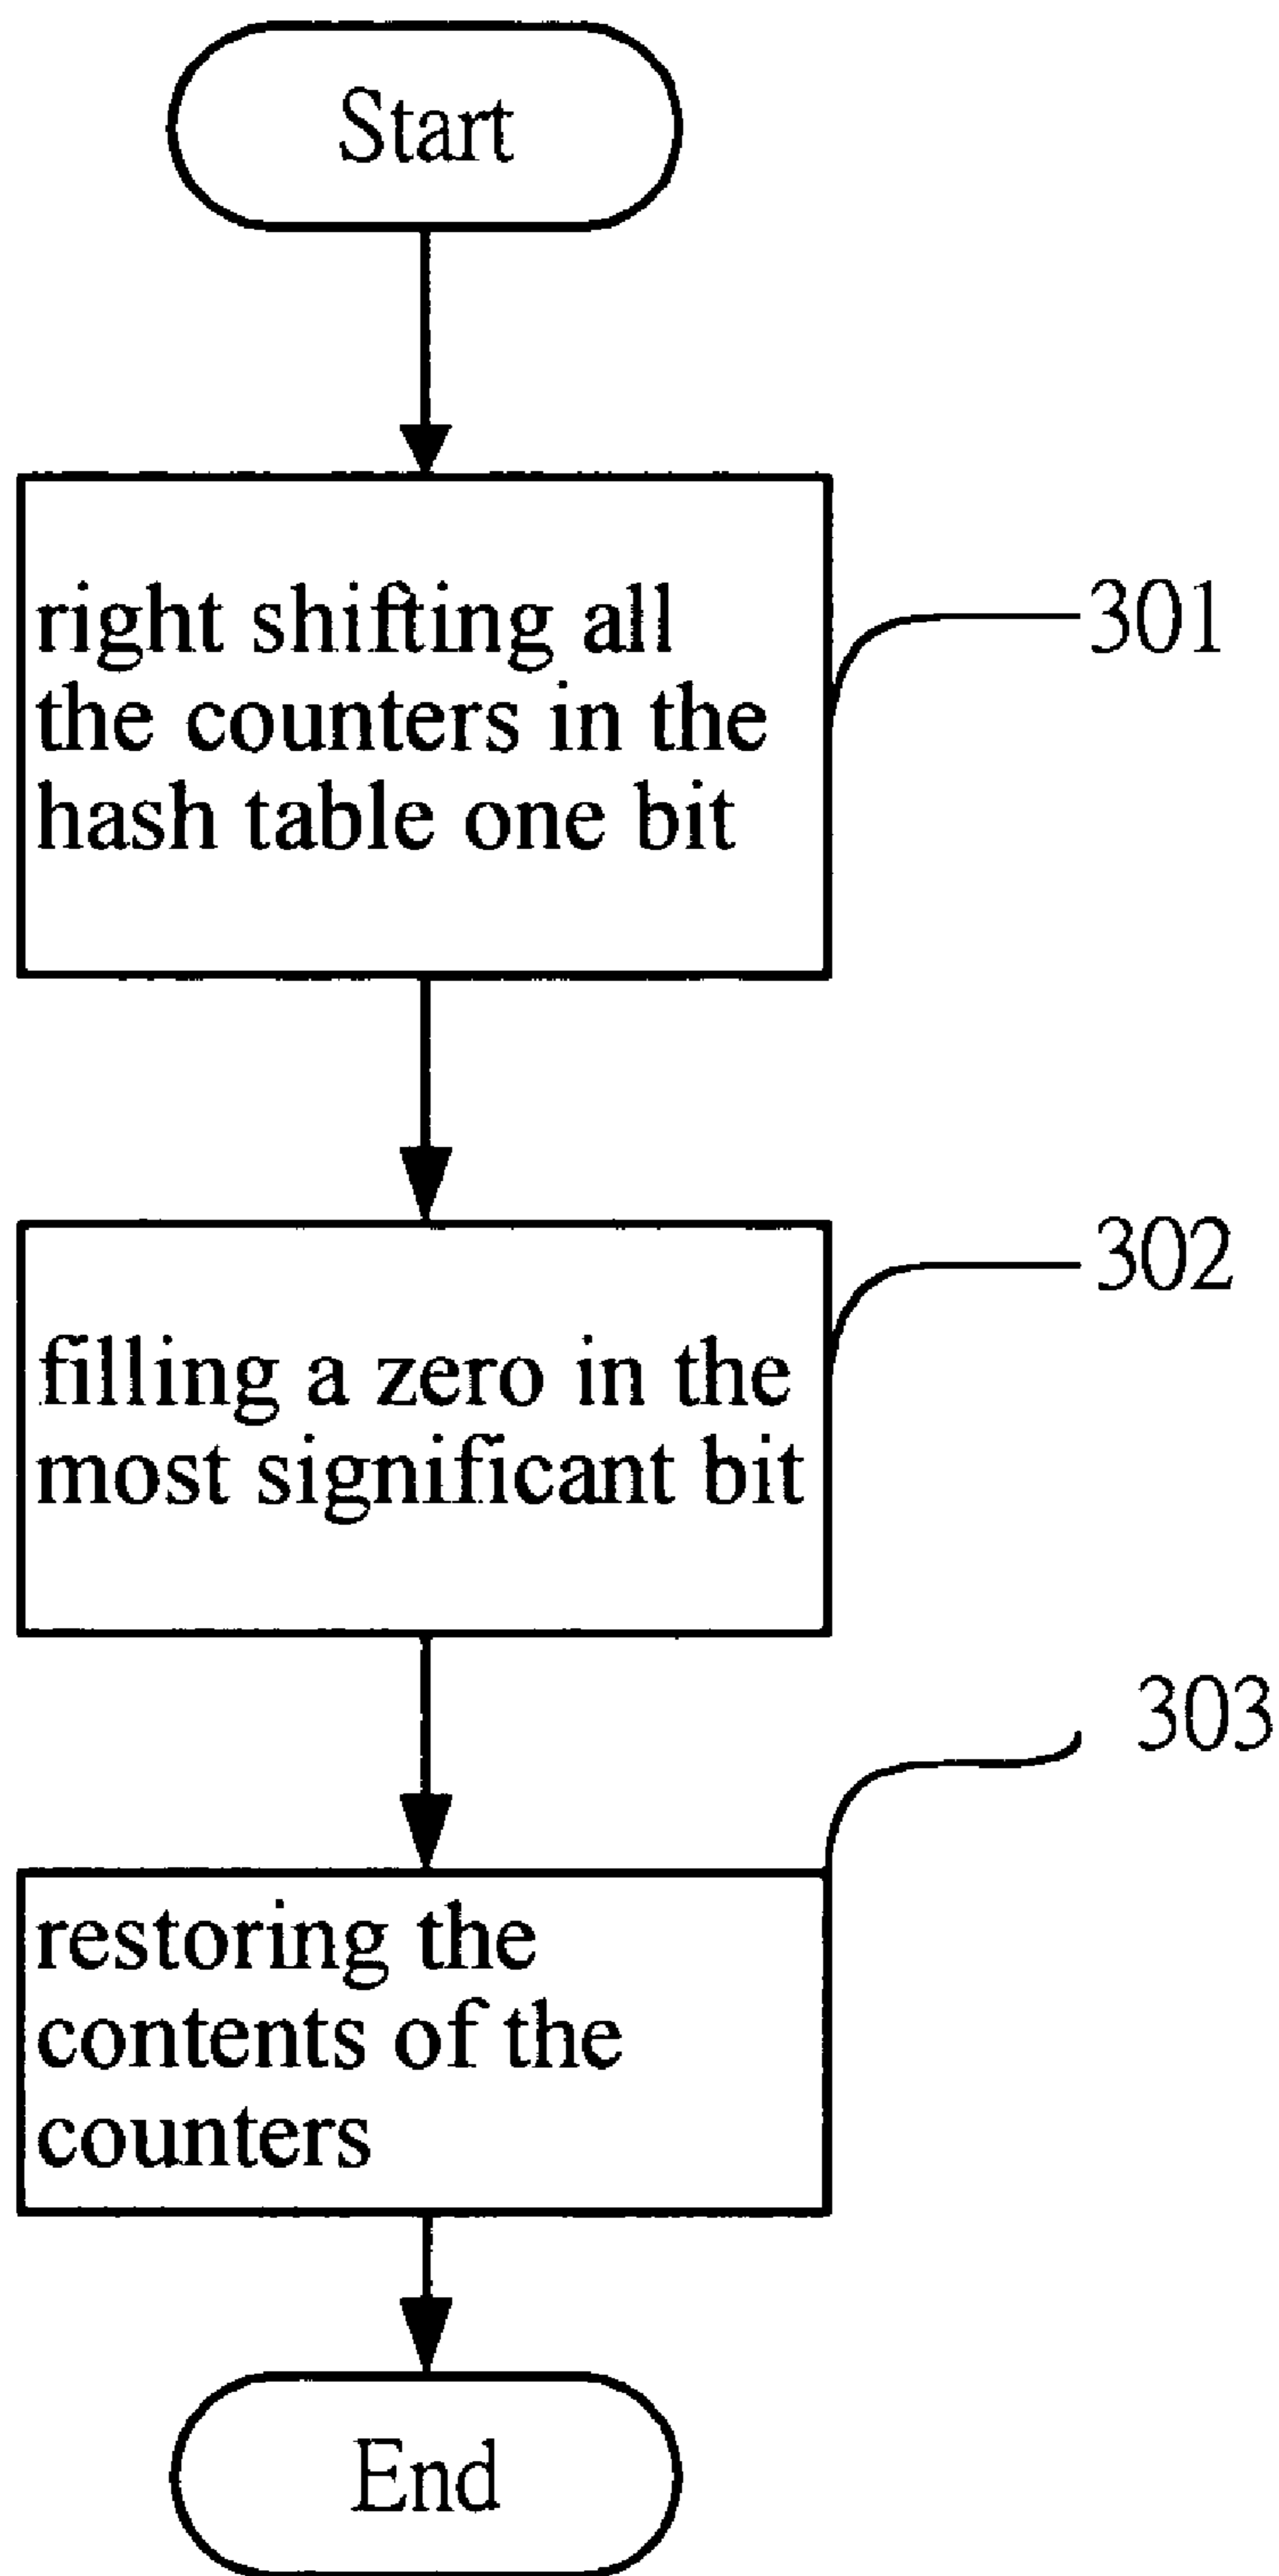 Start
right shifting all
the counters in the
hash table one bit
301
filling a zero in the
most significant bit
302
303
restoring the
contents of the
counters
End